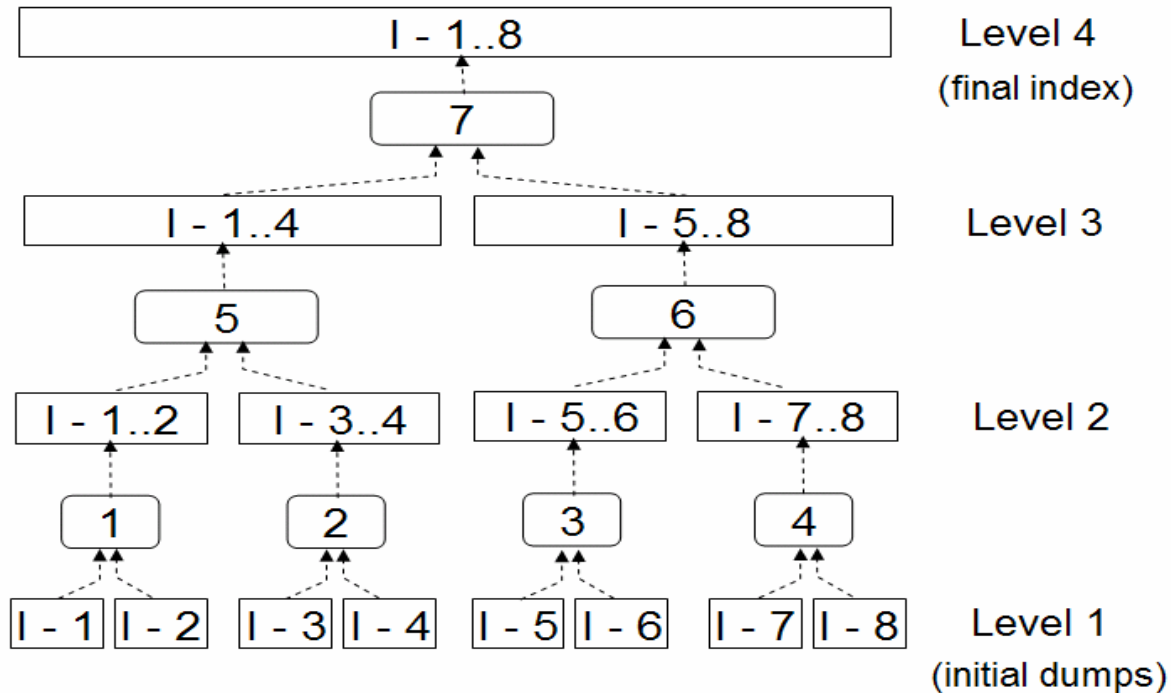 I - 1..8 Level 4
(final index)
7
I - 1..4 I - 5..8 Level 3
5 6
I - 1..2 I - 3..4 I - 5..6 I - 7..8 Level 2
1 2 3 4
I - 1 I - 2 I - 3 I - 4 I - 5 I - 6 I - 7 I - 8 Level 1
(initial dumps)